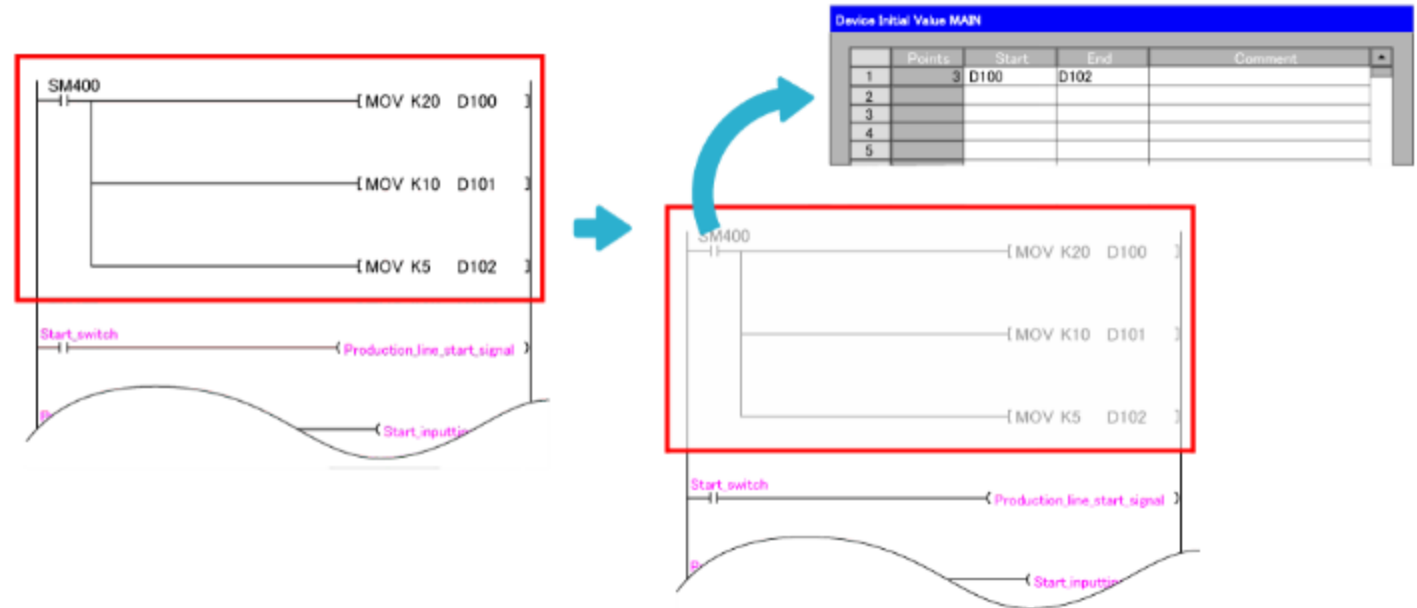 Device Initial Value MAIN
Points Start End Comment
1 3 D100 D102
2
3
4
5
SM400
[MOV K20 D100 ]
[MOV K10 D101 ]
[MOV K5 D102 ]
Start_switch
Production_line_start_signal
SM400
[MOV K20 D100 ]
[MOV K10 D101 ]
[MOV K5 D102 ]
Start_switch
Production_line_start_signal